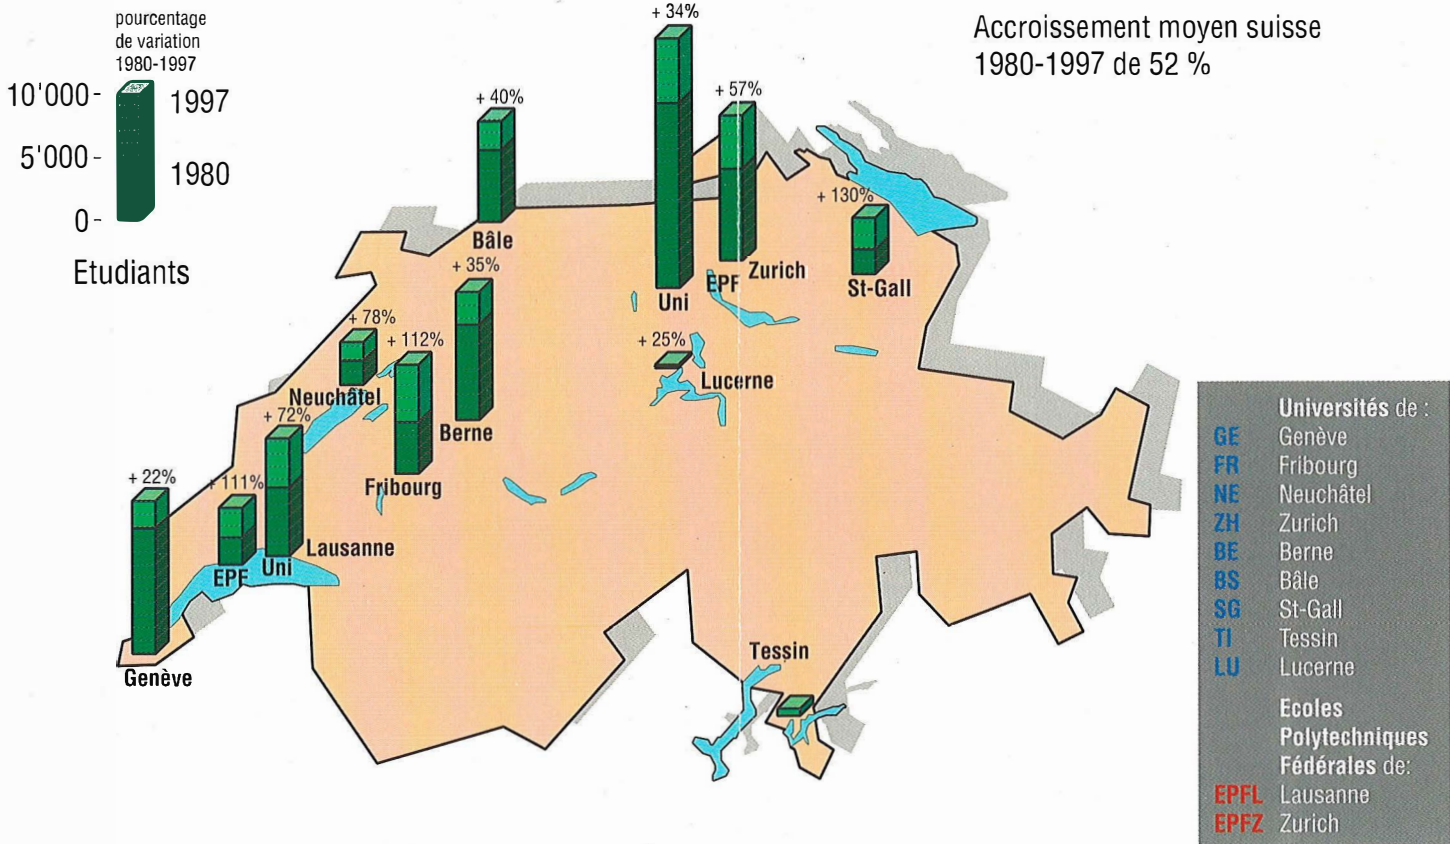 pourcentage
de variation
1980-1997
10'000
1997
5'000
1980
0
Etudiants
Accroissement moyen suisse
1980-1997 de 52 %
+ 34%
+ 57%
+ 40%
+ 130%
Bâle
Zurich
EPF
Uni
St-Gall
+ 35%
+ 78%
+ 112%
+ 25%
Lucerne
Neuchâtel
+ 72%
Berne
Fribourg
+ 22%
+ 111%
Lausanne
Uni
EPF
Genève
Tessin
Universités de :
GE Genève
FR Fribourg
NE Neuchâtel
ZH Zurich
BE Berne
BS Bâle
SG St-Gall
TI Tessin
LU Lucerne
Ecoles
Polytechniques
Fédérales de:
EPFL Lausanne
EPFZ Zurich